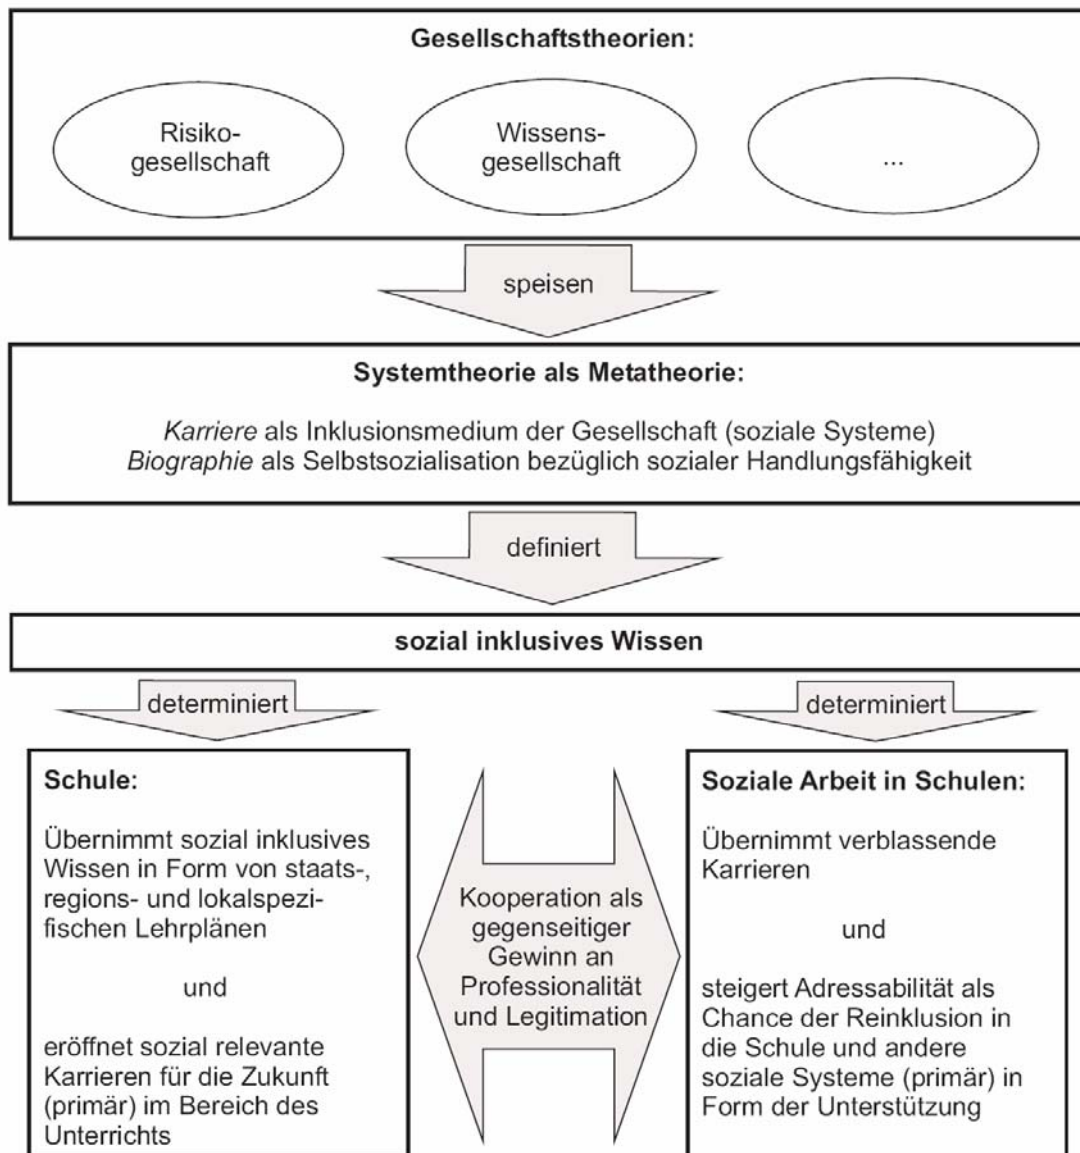 Gesellschaftstheorien:
Risiko-
gesellschaft
Wissens-
gesellschaft
...
speisen
Systemtheorie als Metatheorie:
Karriere als Inklusionsmedium der Gesellschaft (soziale Systeme)
Biographie als Selbstsozialisation bezüglich sozialer Handlungsfähigkeit
definiert
sozial inklusives Wissen
determiniert
determiniert
Schule:
Übernimmt sozial inklusives
Wissen in Form von staats-,
regions- und lokalspezi-
fischen Lehrplänen
und
eröffnet sozial relevante
Karrieren für die Zukunft
(primär) im Bereich des
Unterrichts
Kooperation als
gegenseitiger
Gewinn an
Professionalität
und Legitimation
Soziale Arbeit in Schulen:
Übernimmt verblassende
Karrieren
und
steigert Adressabilität als
Chance der Reinklusion in
die Schule und andere
soziale Systeme (primär) in
Form der Unterstützung